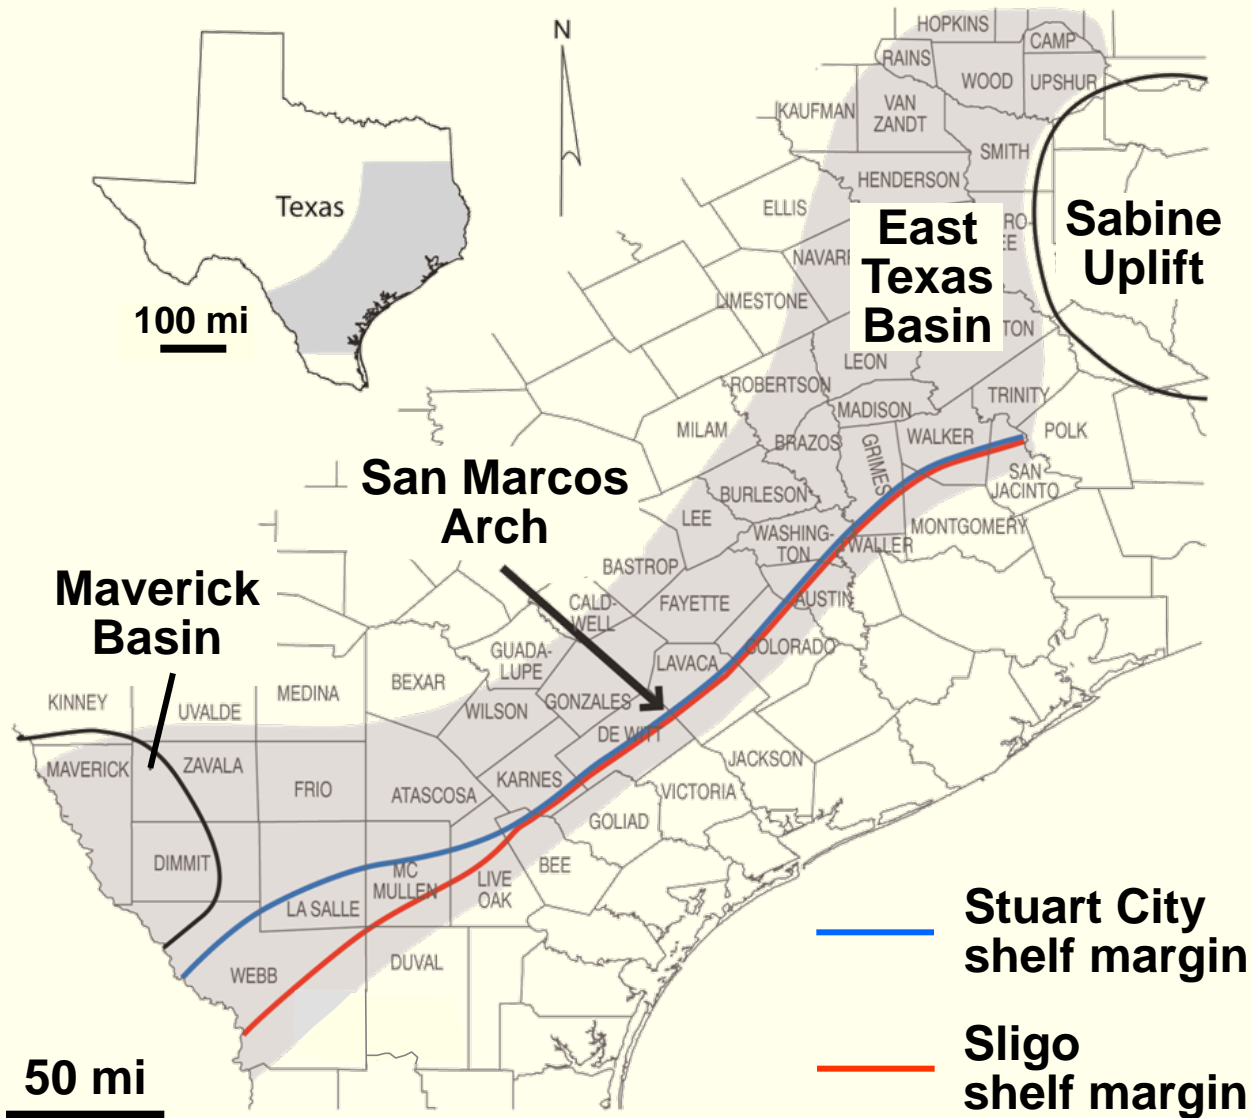 N
Texas
100 mi
HOPKINS
CAMP
RAINS
WOOD
UPSHUR
KAUFMAN
VAN
ZANDT
SMITH
HENDERSON
ELLIS
East
Texas
Basin
RO-
EE
Sabine
Uplift
NAVAR
LIMESTONE
TON
LEON
ROBERTSON
TRINITY
MADISON
MILAM
BRAZOS
GRIMES
WALKER
POLK
SAN
JACINTO
San Marcos
Arch
BURLESON
LEE
WASHING-
TON
MONTGOMERY
WALLER
BASTROP
Maverick
Basin
CALD-
WELL
FAYETTE
AUSTIN
GUADA-
LUPE
LAVACA
COLORADO
KINNEY
UVALDE
MEDINA
BEXAR
WILSON
GONZALES
DE WITT
MAVERICK
ZAVALA
FRIO
ATASCOSA
KARNES
JACKSON
VICTORIA
GOLIAD
DIMMIT
LA SALLE
MC
MULLEN
LIVE
OAK
BEE
WEBB
DUVAL
Stuart City
shelf margin
Sligo
shelf margin
50 mi